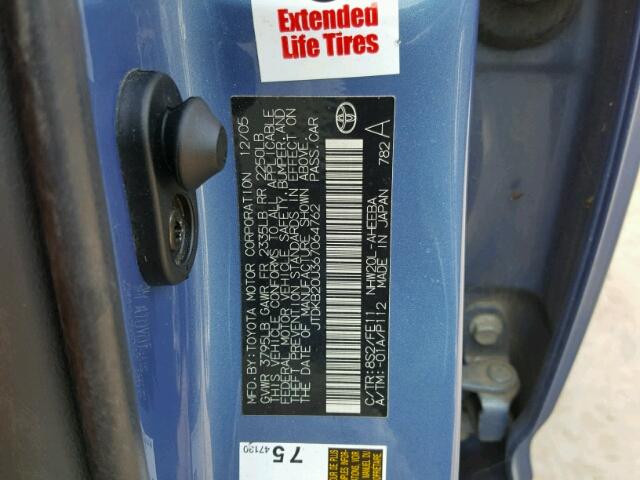 Extended
Life Tires
MFD. BY: TOYOTA MOTOR CORPORATION 12/05
GVWR 3795LB GAWR FR 2335LB RR 2250LB
THIS VEHICLE CONFORMS TO ALL APPLICABLE
FEDERAL MOTOR VEHICLE SAFETY, BUMPER AND
THEFT PREVENTION STANDARDS IN EFFECT ON
THE DATE OF MANUFACTURE SHOWN ABOVE.
JTDKB20U367064762 PASS. CAR
C/TR: 8S2/FE11 NHW20L-AHEEBA
A/TM: -01A/P112 MADE IN JAPAN 782 A
75
47130